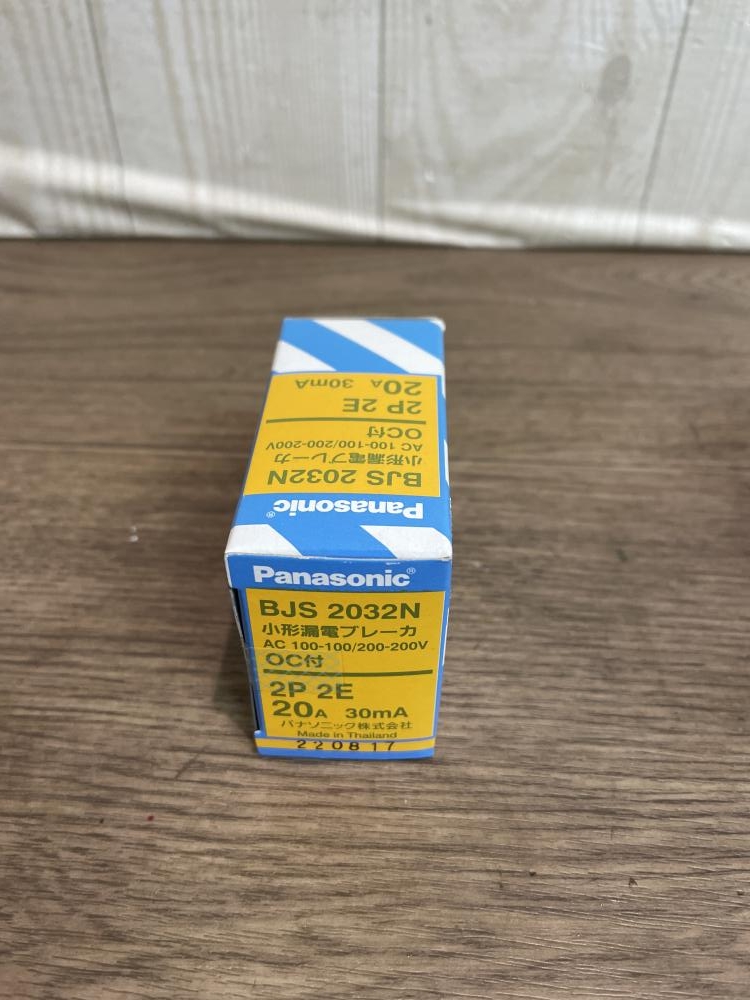 20A 30mA
2P 2E
OC付
AC 100-100/200-200V
小形漏電ブレーカ
BJS 2032N
Panasonic®
Panasonic®
BJS 2032N
小形漏電ブレーカ
AC 100-100/200-200V
OC付
2P 2E
20A 30mA
パナソニック株式会社
Made in Thailand
220817